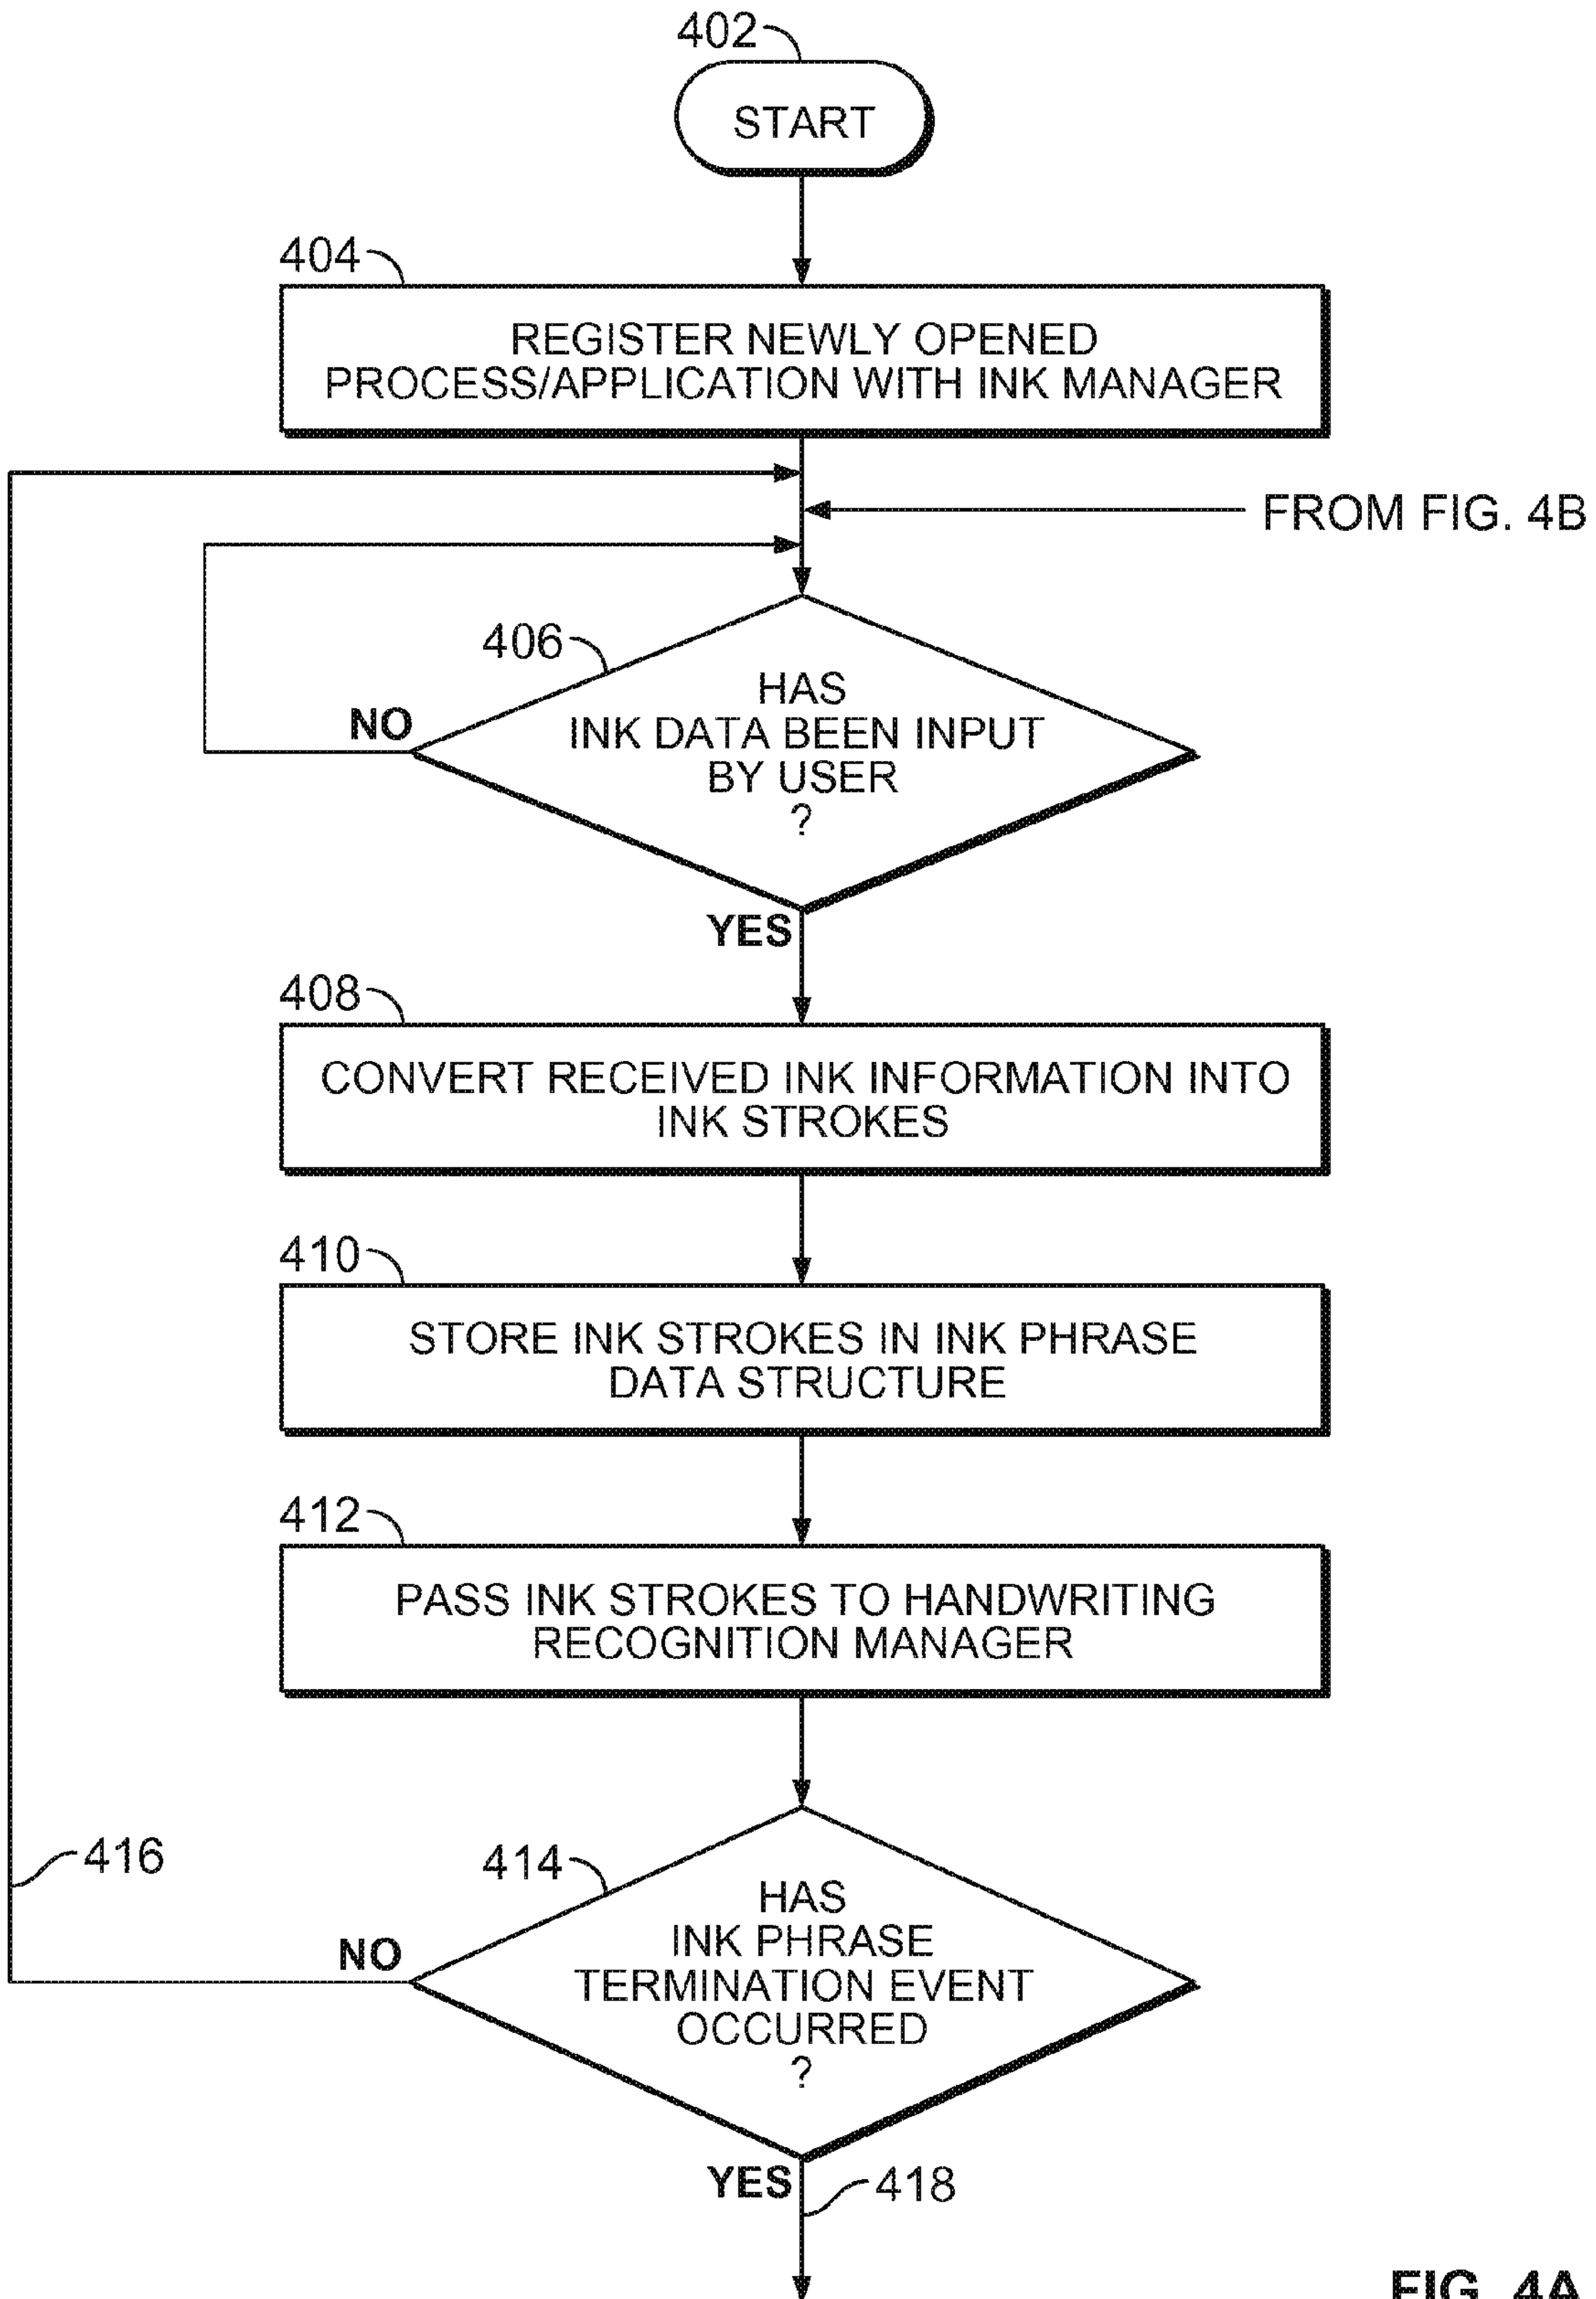 402
START
404
REGISTER NEWLY OPENED
PROCESS/APPLICATION WITH INK MANAGER
FROM FIG. 4B
406
HAS
INK DATA BEEN INPUT
BY USER
?
NO
YES
408
CONVERT RECEIVED INK INFORMATION INTO
INK STROKES
410
STORE INK STROKES IN INK PHRASE
DATA STRUCTURE
412
PASS INK STROKES TO HANDWRITING
RECOGNITION MANAGER
416
414
HAS
INK PHRASE
TERMINATION EVENT
OCCURRED
?
NO
YES
418
FIG. 4A